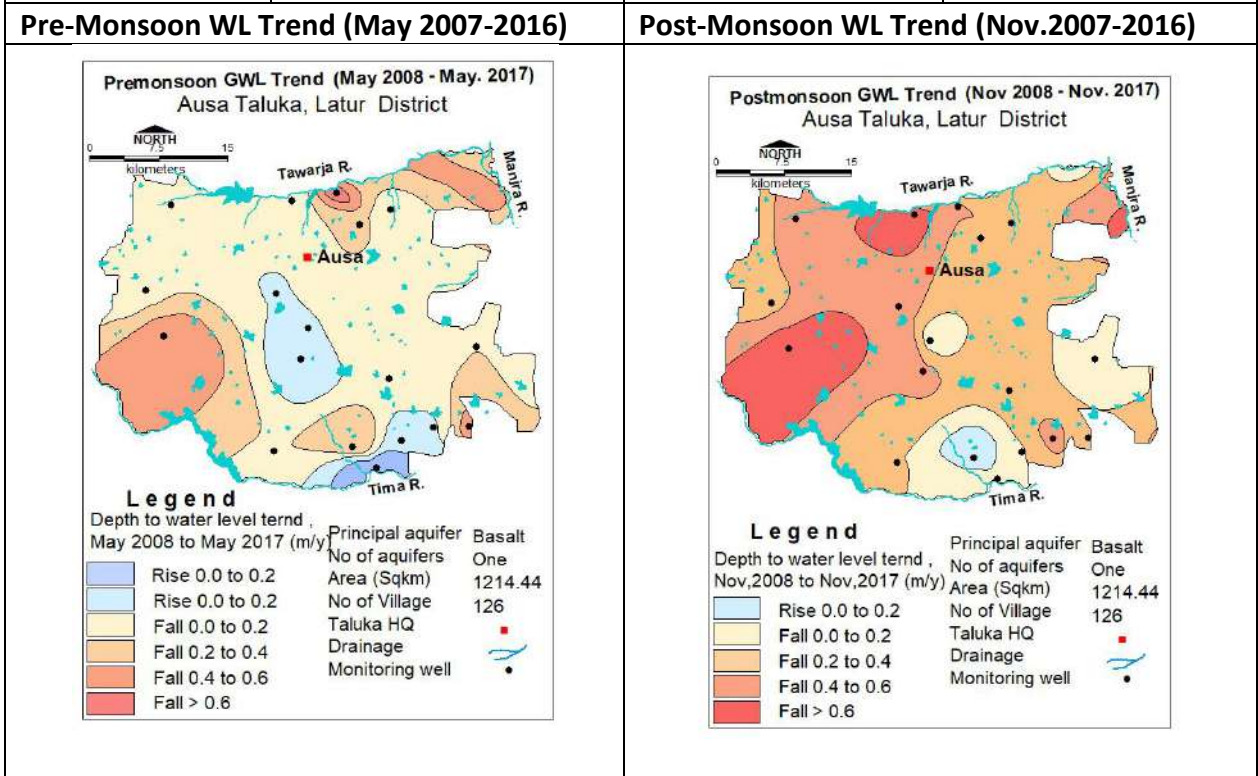 Pre-Monsoon WL Trend (May 2007-2016)
Premonsoon GWL Trend (May 2008 - May. 2017)
Ausa Taluka, Latur District
NORTH
0 7.5 15
kilometers
Tawarja R.
Manjra R.
Ausa
Tima R.
Legend
Depth to water level ternd ,
May 2008 to May 2017 (m/y)
Rise 0.0 to 0.2
Rise 0.0 to 0.2
Fall 0.0 to 0.2
Fall 0.2 to 0.4
Fall 0.4 to 0.6
Fall > 0.6
Principal aquifer Basalt
No of aquifers One
Area (Sqkm) 1214.44
No of Village 126
Taluka HQ
Drainage
Monitoring well
Post-Monsoon WL Trend (Nov.2007-2016)
Postmonsoon GWL Trend (Nov 2008 - Nov. 2017)
Ausa Taluka, Latur District
NORTH
0 7.5 15
kilometers
Tawarja R.
Manjra R.
Ausa
Tima R.
Legend
Depth to water level ternd ,
Nov,2008 to Nov,2017 (m/y)
Rise 0.0 to 0.2
Fall 0.0 to 0.2
Fall 0.2 to 0.4
Fall 0.4 to 0.6
Fall > 0.6
Principal aquifer Basalt
No of aquifers One
Area (Sqkm) 1214.44
No of Village 126
Taluka HQ
Drainage
Monitoring well